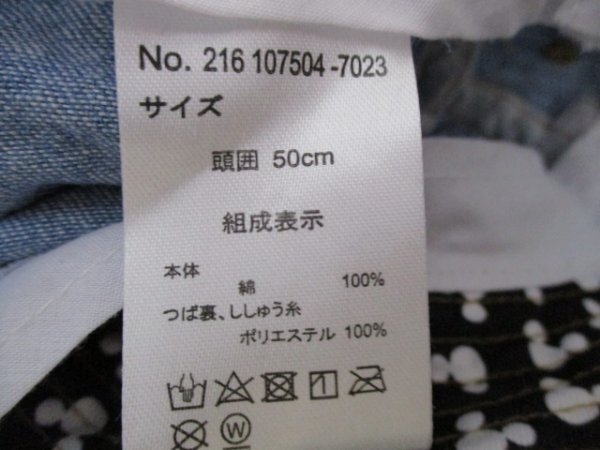 No. 216 107504-7023
サイズ
頭囲 50cm
組成表示
本体
綿 100%
つば裏、ししゅう糸
ポリエステル 100%
W